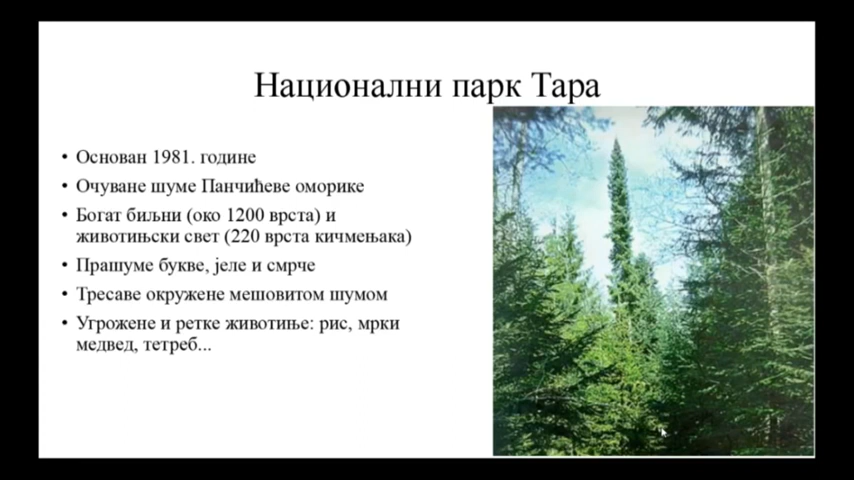 Национални парк Тара
• Основан 1981. године
• Очуване шуме Панчићеве оморике
• Богат биљни (око 1200 врста) и
животињски свет (220 врста кичмењака)
• Прашуме букве, јеле и смрче
• Тресаве окружене мешовитом шумом
• Угрожене и ретке животиње: рис, мрки
медвед, тетреб...